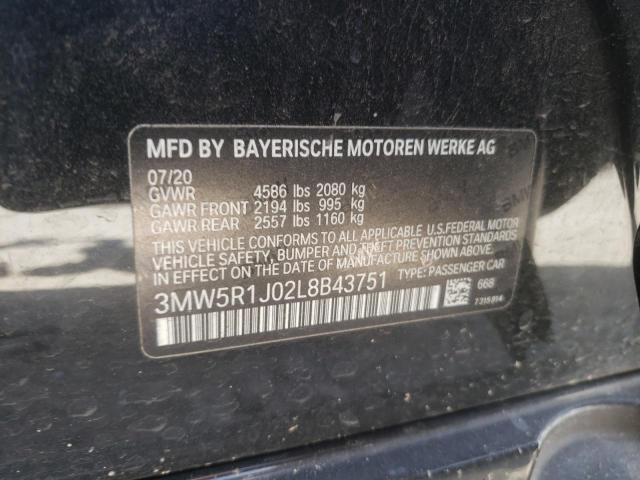 MFD BY BAYERISCHE MOTOREN WERKE AG
07/20
GVWR 4586 lbs 2080 kg
GAWR FRONT 2194 lbs 995 kg
GAWR REAR 2557 lbs 1160 kg
THIS VEHICLE CONFORMS TO ALL APPLICABLE U.S.FEDERAL MOTOR
VEHICLE SAFETY, BUMPER AND THEFT PREVENTION STANDARDS
IN EFFECT ON THE DATE OF MANUFACTURE SHOWN ABOVE.
3MW5R1J02L8B43751 TYPE: PASSENGER CAR
668
7315814